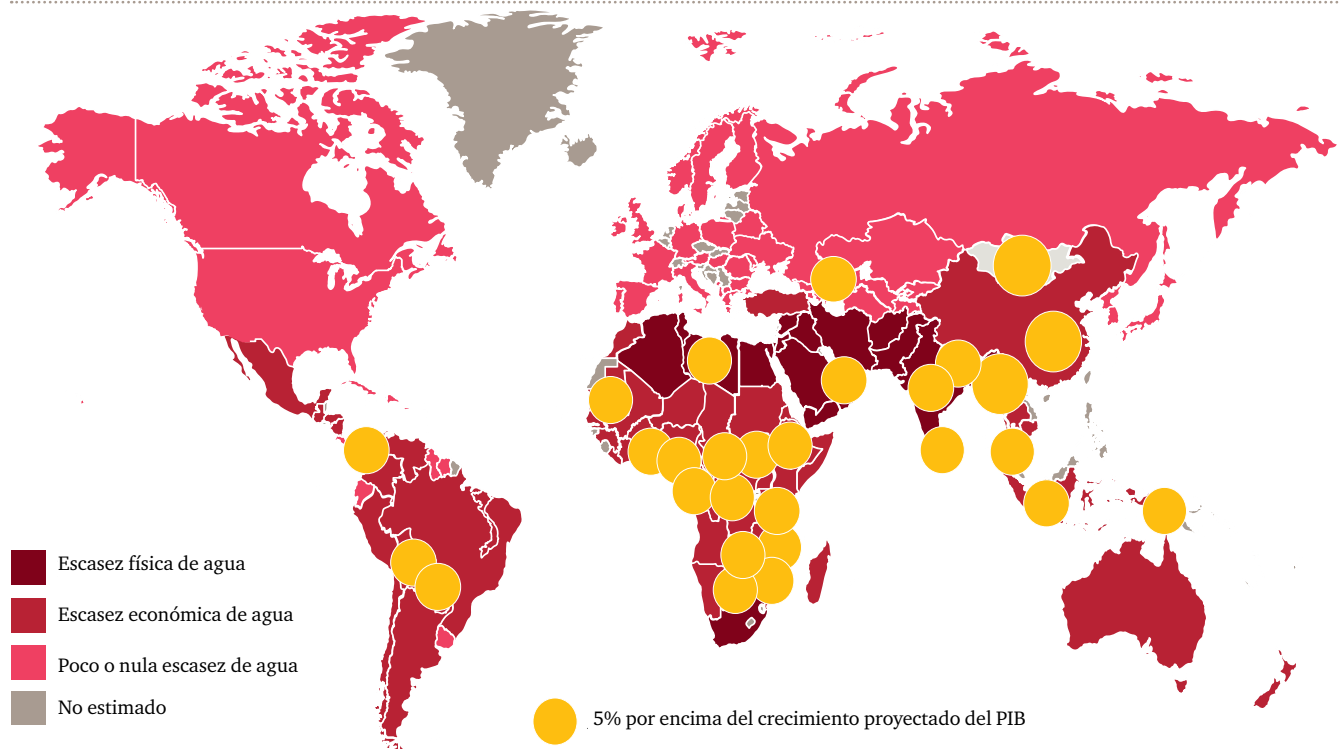 Escasez física de agua
Escasez económica de agua
Poco o nula escasez de agua
No estimado
5% por encima del crecimiento proyectado del PIB